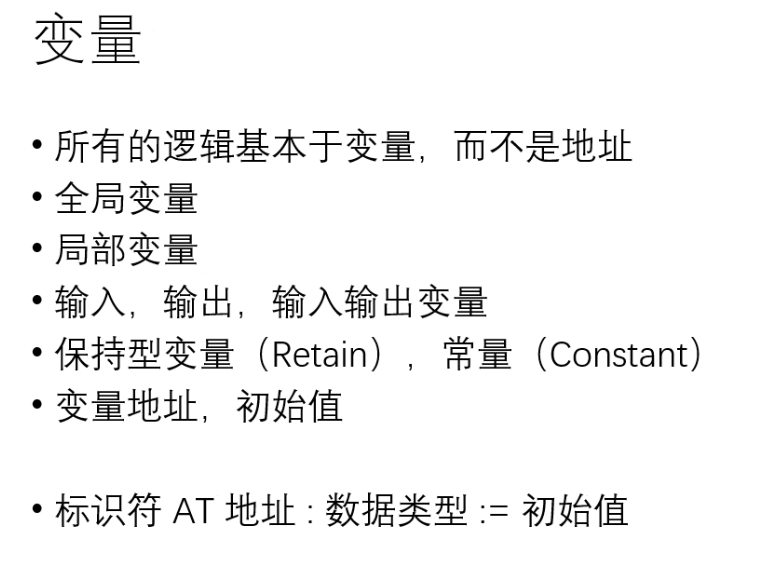 变量
• 所有的逻辑基本于变量，而不是地址
• 全局变量
• 局部变量
• 输入，输出，输入输出变量
• 保持型变量（Retain），常量（Constant）
• 变量地址，初始值
• 标识符 AT 地址 : 数据类型 := 初始值